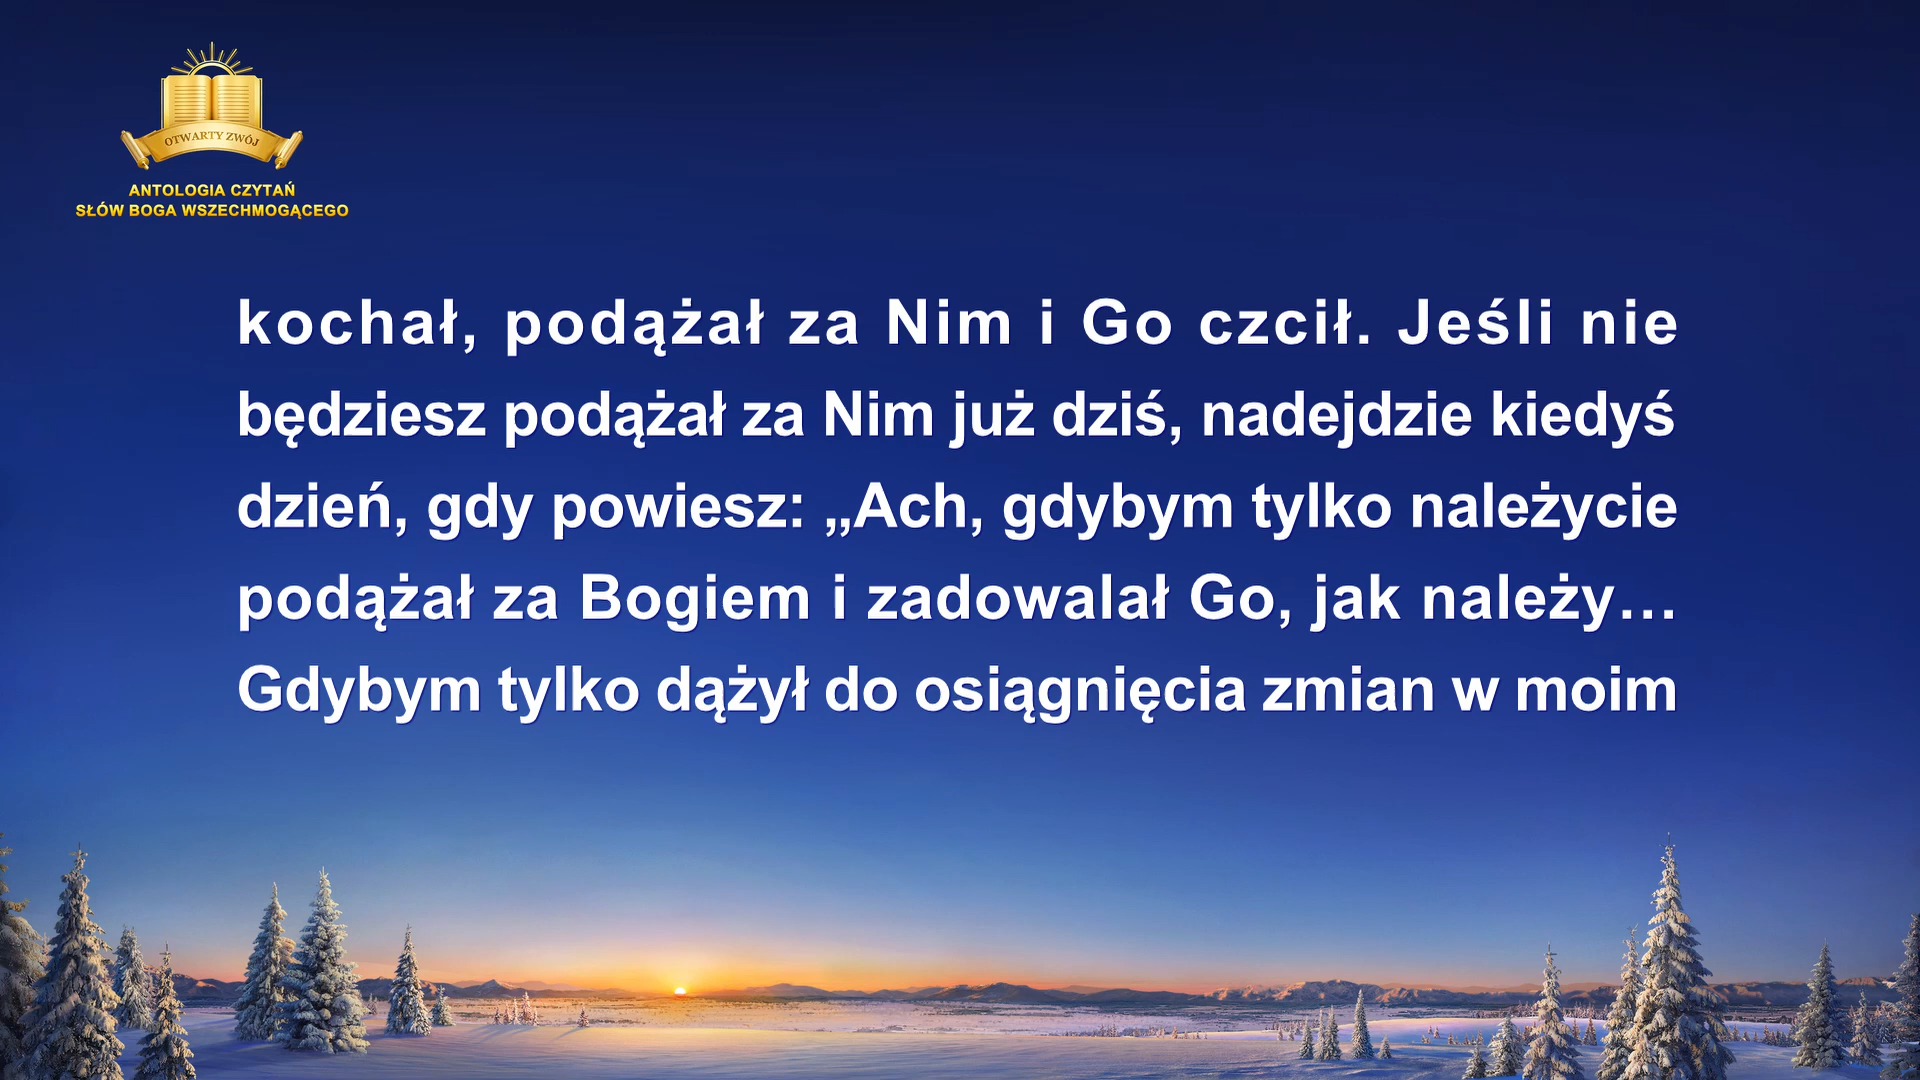 OTWARTY ZWÓJ
ANTOLOGIA CZYTAŃ
SŁÓW BOGA WSZECHMOGĄCEGO
kochał, podążał za Nim i Go czcił. Jeśli nie
będziesz podążał za Nim już dziś, nadejdzie kiedyś
dzień, gdy powiesz: „Ach, gdybym tylko należycie
podążał za Bogiem i zadowalał Go, jak należy…
Gdybym tylko dążył do osiągnięcia zmian w moim